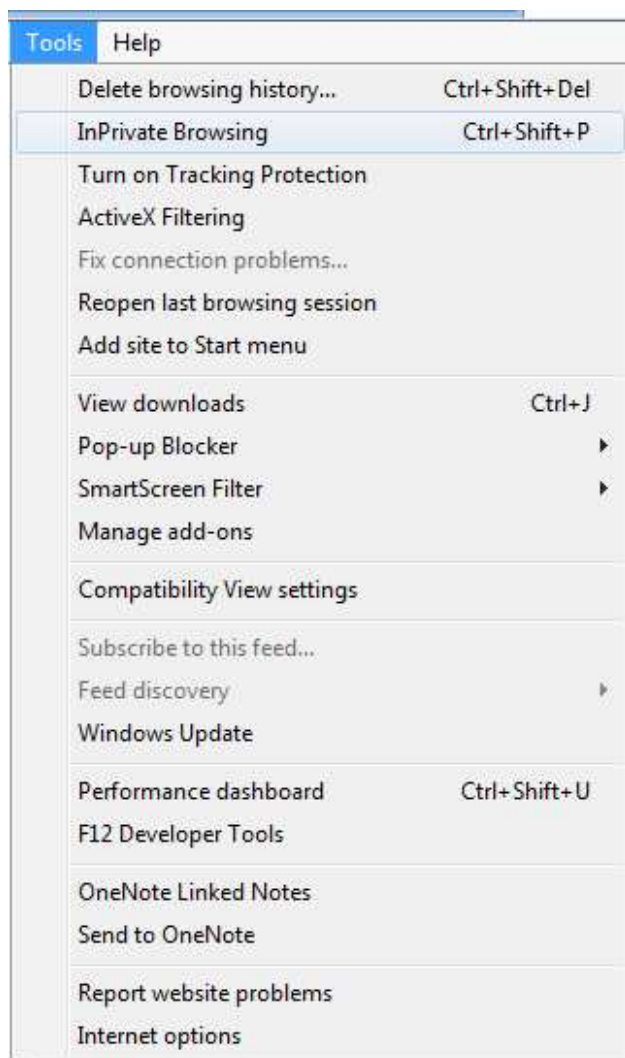 Tools Help
Delete browsing history... Ctrl+Shift+Del
InPrivate Browsing Ctrl+Shift+P
Turn on Tracking Protection
ActiveX Filtering
Fix connection problems...
Reopen last browsing session
Add site to Start menu
View downloads Ctrl+J
Pop-up Blocker
SmartScreen Filter
Manage add-ons
Compatibility View settings
Subscribe to this feed...
Feed discovery
Windows Update
Performance dashboard Ctrl+Shift+U
F12 Developer Tools
OneNote Linked Notes
Send to OneNote
Report website problems
Internet options